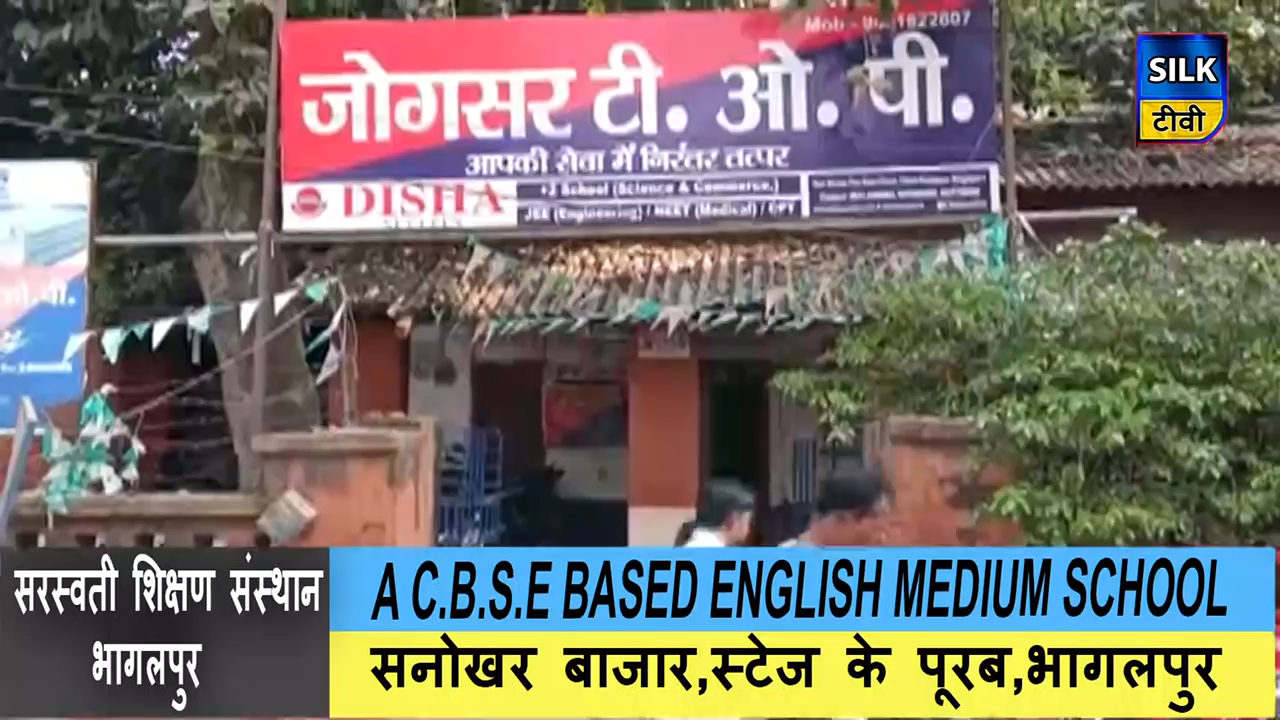 SILK
टीवी
जोगसर टी. ओ. पी.
आपकी सेवा में निरंतर तत्पर
DISHA
+2 School (Science & Commerce.)
JEE (Engineering) / NEET (Medical) / CPT
ओ. पी.
सरस्वती शिक्षण संस्थान
भागलपुर
A C.B.S.E BASED ENGLISH MEDIUM SCHOOL
सनोखर बाजार,स्टेज के पूरब,भागलपुर